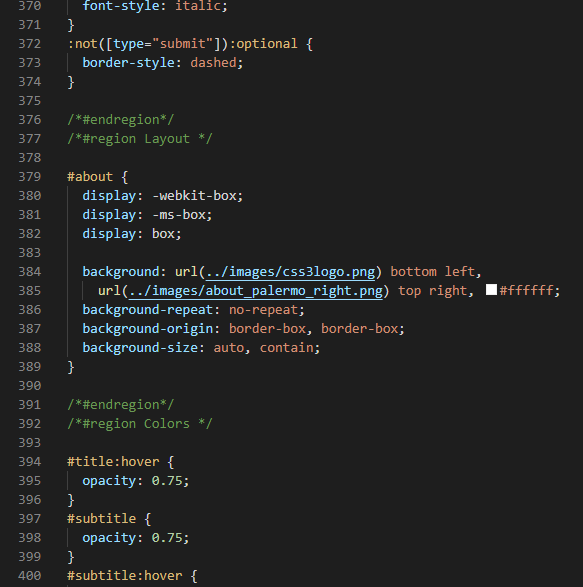 370 font-style: italic;
371 }
372 :not([type="submit"]):optional {
373 border-style: dashed;
374 }
375
376 /*#endregion*/
377 /*#region Layout */
378
379 #about {
380 display: -webkit-box;
381 display: -ms-box;
382 display: box;
383
384 background: url(../images/css3logo.png) bottom left,
385 url(../images/about_palermo_right.png) top right, #ffffff;
386 background-repeat: no-repeat;
387 background-origin: border-box, border-box;
388 background-size: auto, contain;
389 }
390
391 /*#endregion*/
392 /*#region Colors */
393
394 #title:hover {
395 opacity: 0.75;
396 }
397 #subtitle {
398 opacity: 0.75;
399 }
400 #subtitle:hover {